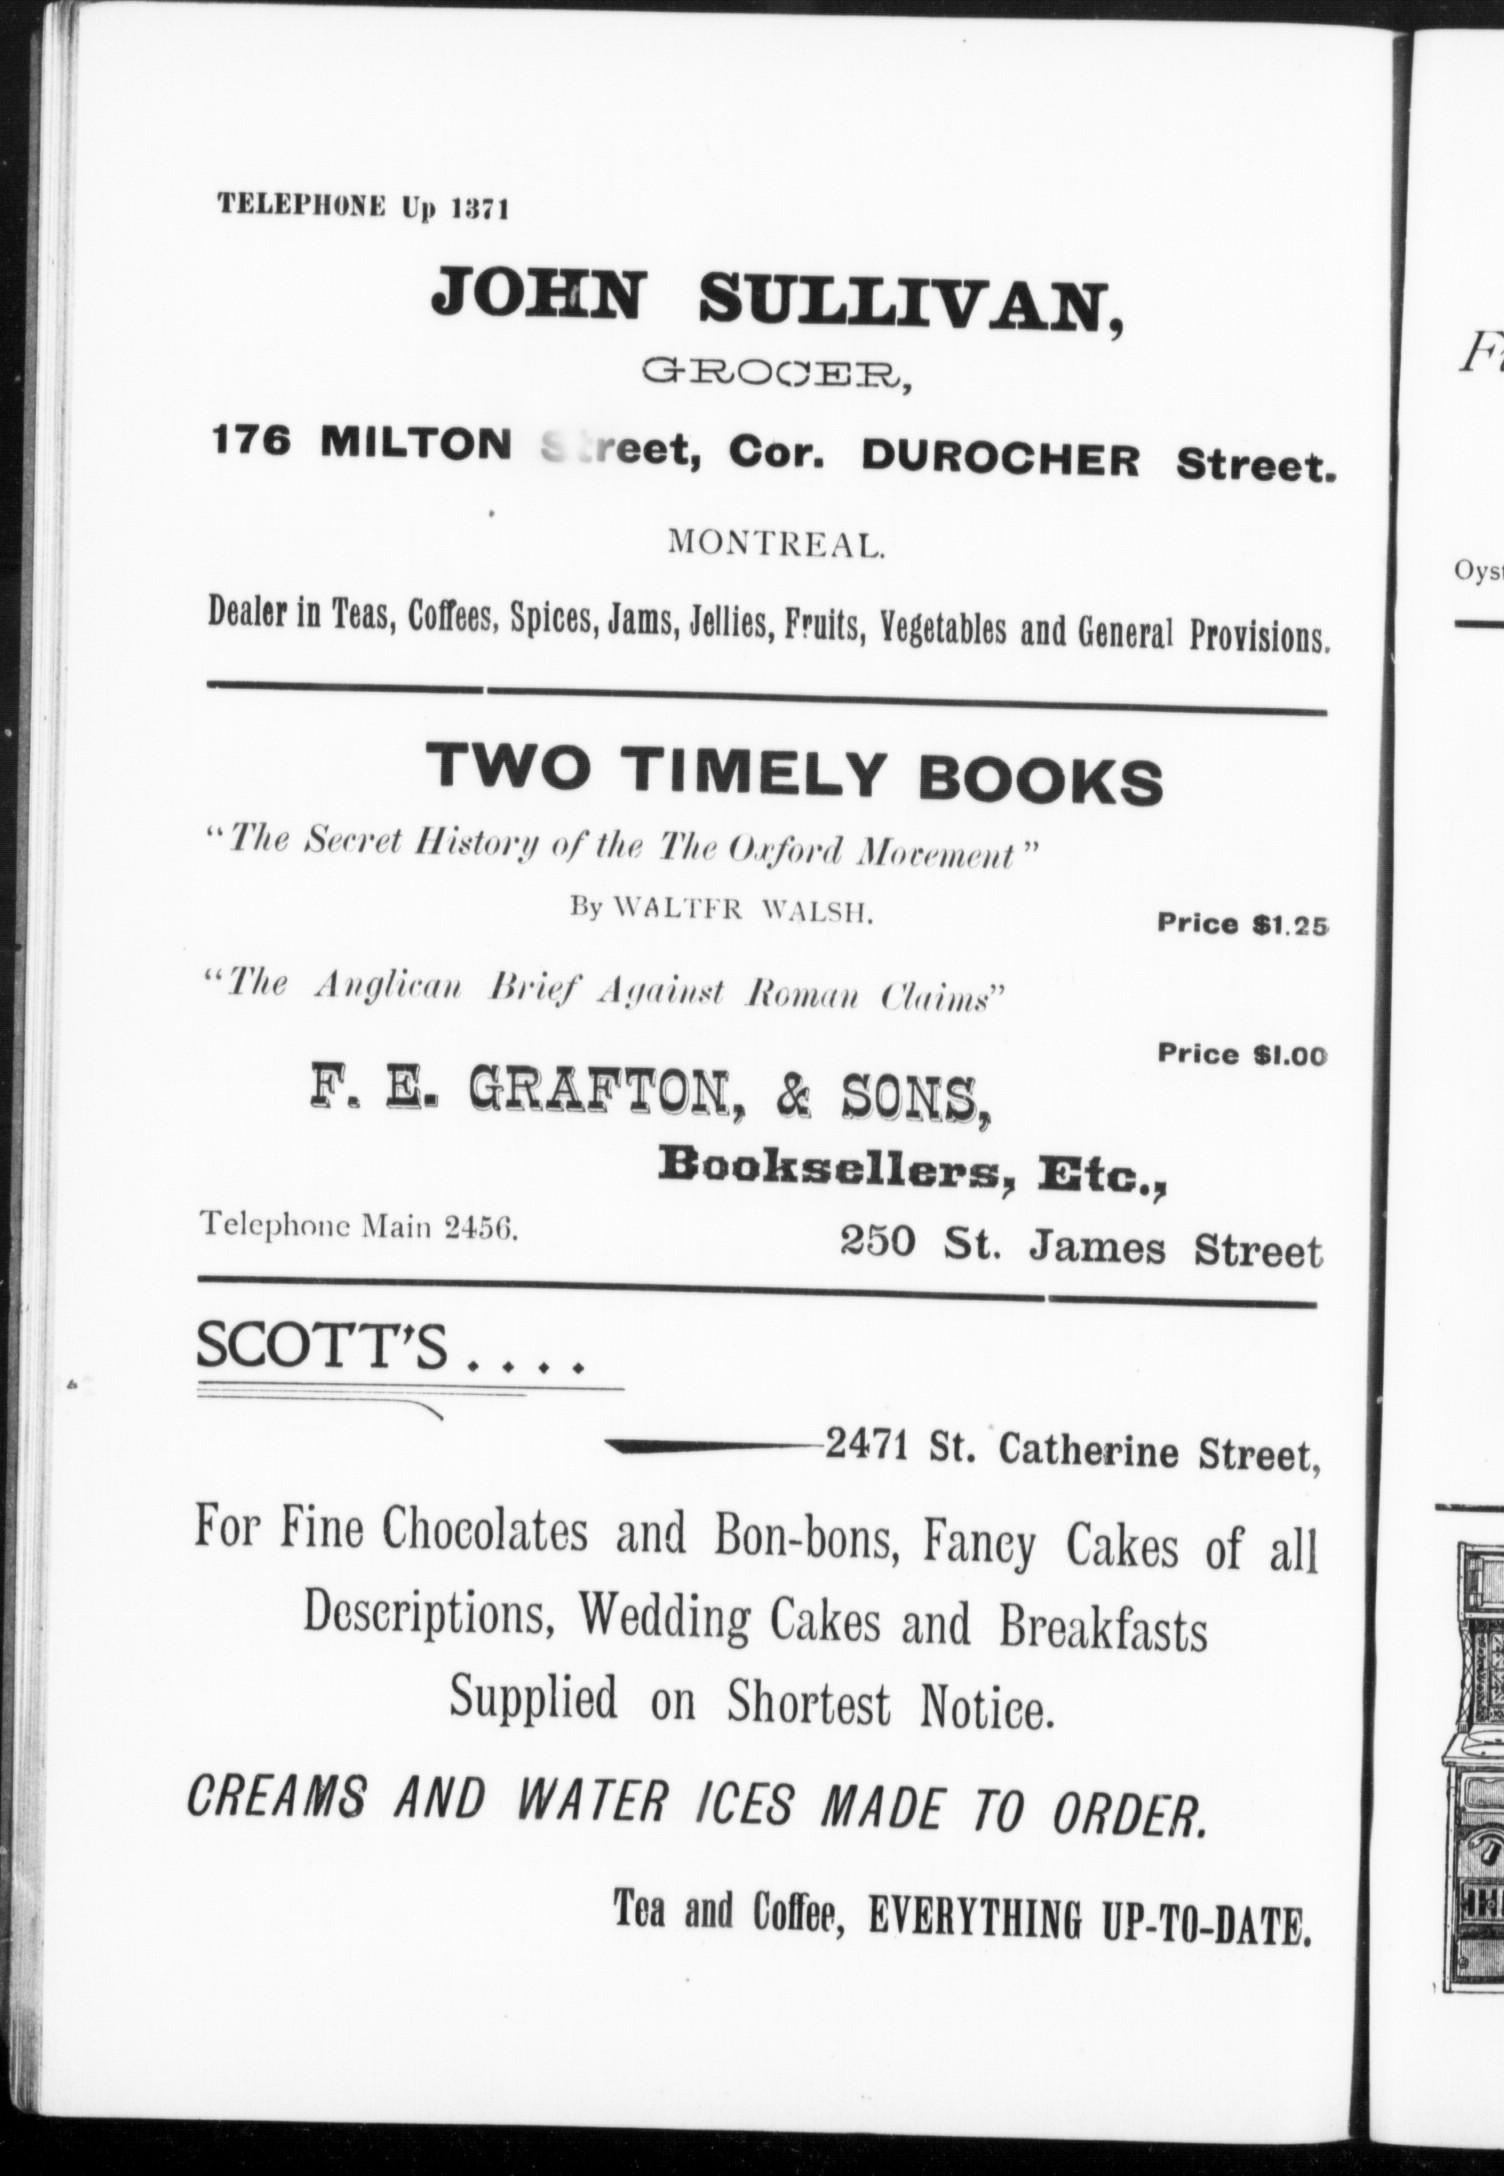 TELEPHONE Up 1371
JOHN SULLIVAN,
GROCER,
176 MILTON Street, Cor. DUROCHER Street.
MONTREAL.
Dealer in Teas, Coffees, Spices, Jams, Jellies, Fruits, Vegetables and General Provisions.
TWO TIMELY BOOKS
"The Secret History of the The Oxford Movement"
By WALTER WALSH.
Price $1.25
"The Anglican Brief Against Roman Claims"
Price $1.00
F. E. GRAFTON, & SONS,
Booksellers, Etc.,
Telephone Main 2456.
250 St. James Street
SCOTT'S....
2471 St. Catherine Street,
For Fine Chocolates and Bon-bons, Fancy Cakes of all
Descriptions, Wedding Cakes and Breakfasts
Supplied on Shortest Notice.
CREAMS AND WATER ICES MADE TO ORDER.
Tea and Coffee, EVERYTHING UP-TO-DATE.